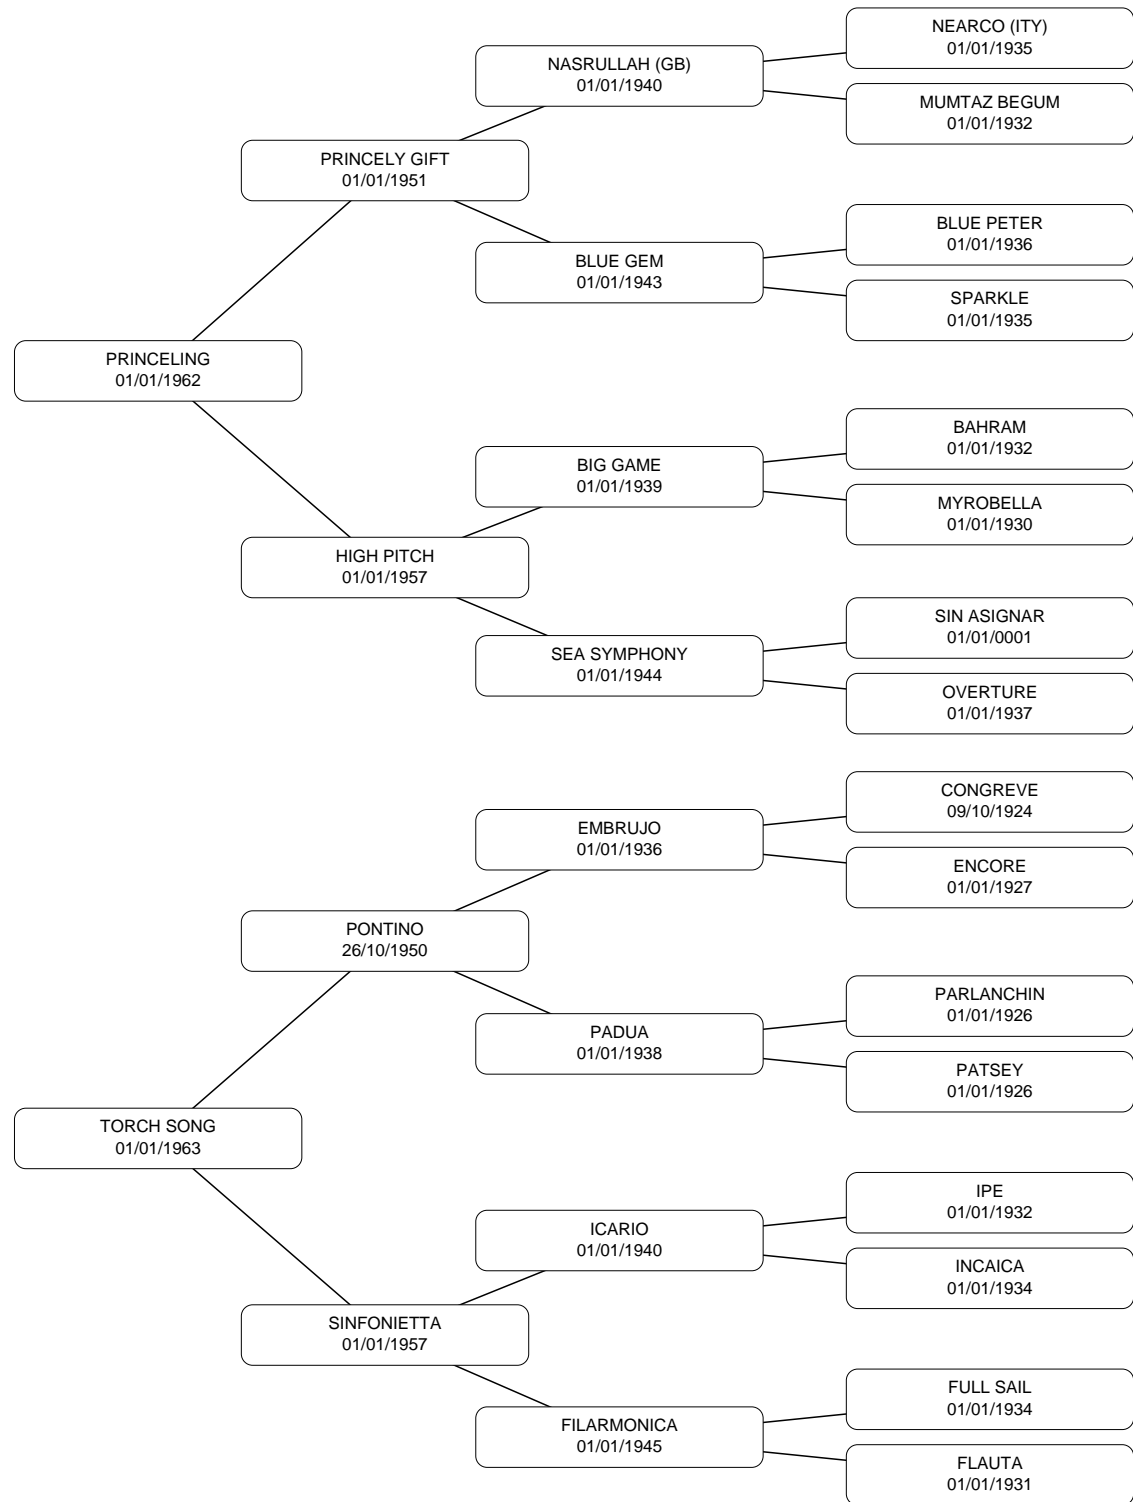 NEARCO (ITY)
01/01/1935
NASRULLAH (GB)
01/01/1940
MUMTAZ BEGUM
01/01/1932
PRINCELY GIFT
01/01/1951
BLUE PETER
01/01/1936
BLUE GEM
01/01/1943
SPARKLE
01/01/1935
PRINCELING
01/01/1962
BAHRAM
01/01/1932
BIG GAME
01/01/1939
MYROBELLA
01/01/1930
HIGH PITCH
01/01/1957
SIN ASIGNAR
01/01/0001
SEA SYMPHONY
01/01/1944
OVERTURE
01/01/1937
CONGREVE
09/10/1924
EMBRUJO
01/01/1936
ENCORE
01/01/1927
PONTINO
26/10/1950
PARLANCHIN
01/01/1926
PADUA
01/01/1938
PATSEY
01/01/1926
TORCH SONG
01/01/1963
IPE
01/01/1932
ICARIO
01/01/1940
INCAICA
01/01/1934
SINFONIETTA
01/01/1957
FULL SAIL
01/01/1934
FILARMONICA
01/01/1945
FLAUTA
01/01/1931